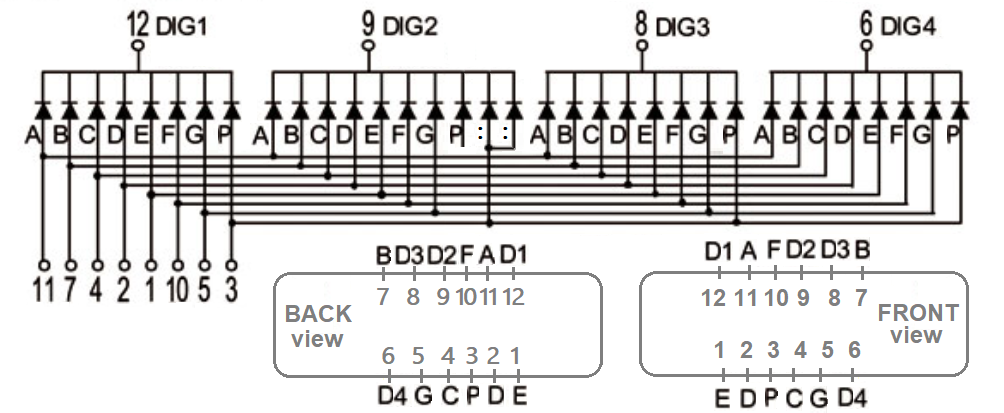 12 DIG1 9 DIG2 8 DIG3 6 DIG4
A B C D E F G P A B C D E F G P : : A B C D E F G P A B C D E F G P
11 7 4 2 1 10 5 3
B D3 D2 F A D1
7 8 9 10 11 12
BACK
view
6 5 4 3 2 1
D4 G C P D E
D1 A F D2 D3 B
12 11 10 9 8 7
FRONT
view
1 2 3 4 5 6
E D P C G D4